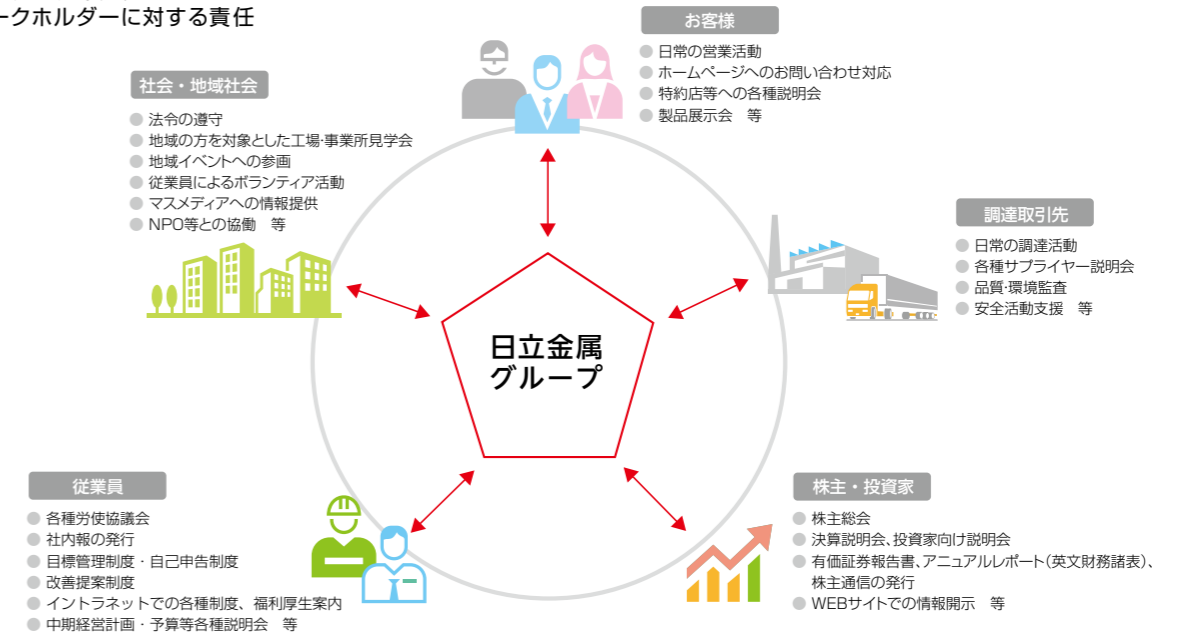 ークホルダーに対する責任
お客様
● 日常の営業活動
● ホームページへのお問い合わせ対応
● 特約店等への各種説明会
● 製品展示会　等
社会・地域社会
● 法令の遵守
● 地域の方を対象とした工場・事業所見学会
● 地域イベントへの参画
● 従業員によるボランティア活動
● マスメディアへの情報提供
● NPO等との協働　等
調達取引先
● 日常の調達活動
● 各種サプライヤー説明会
● 品質・環境監査
● 安全活動支援　等
日立金属
グループ
従業員
● 各種労使協議会
● 社内報の発行
● 目標管理制度・自己申告制度
● 改善提案制度
● イントラネットでの各種制度、福利厚生案内
● 中期経営計画・予算等各種説明会　等
株主・投資家
● 株主総会
● 決算説明会、投資家向け説明会
● 有価証券報告書、アニュアルレポート(英文財務諸表)、
株主通信の発行
● WEBサイトでの情報開示　等